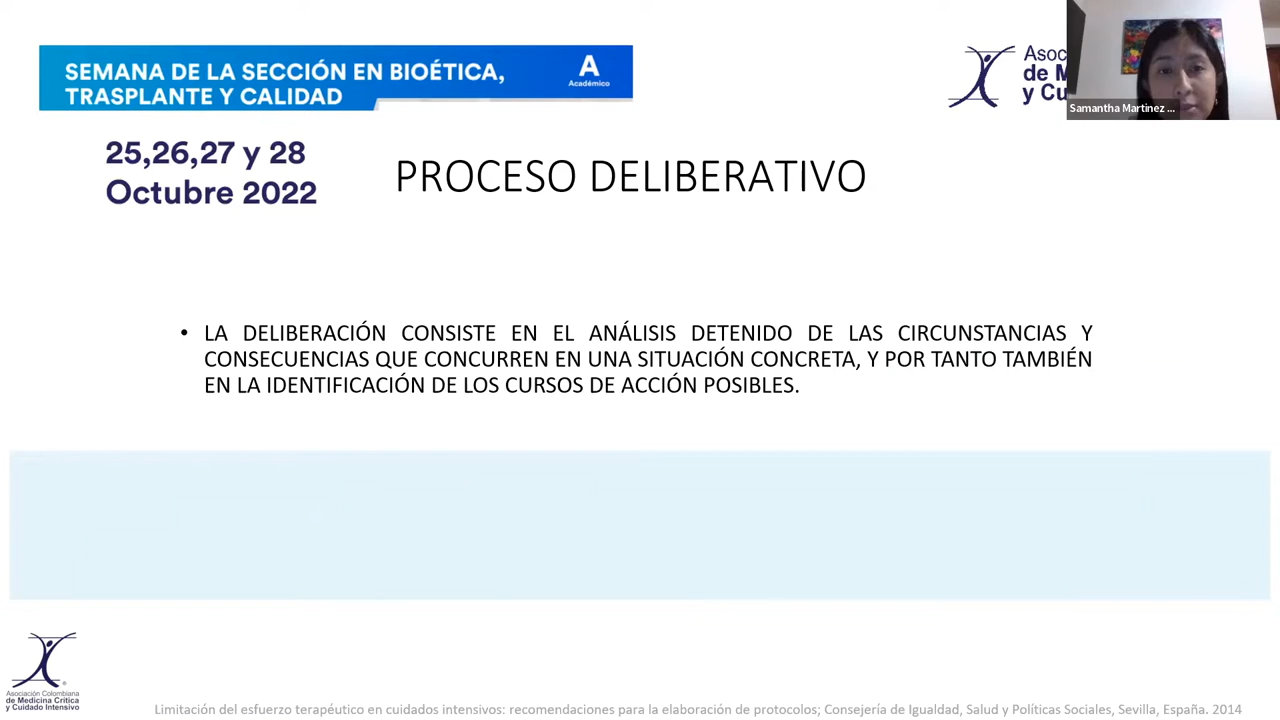 SEMANA DE LA SECCIÓN EN BIOÉTICA,
TRASPLANTE Y CALIDAD
A
Académico
Asoc
de M
y Cu
Samantha Martinez ...
25,26,27 y 28
Octubre 2022
PROCESO DELIBERATIVO
• LA DELIBERACIÓN CONSISTE EN EL ANÁLISIS DETENIDO DE LAS CIRCUNSTANCIAS Y
CONSECUENCIAS QUE CONCURREN EN UNA SITUACIÓN CONCRETA, Y POR TANTO TAMBIÉN
EN LA IDENTIFICACIÓN DE LOS CURSOS DE ACCIÓN POSIBLES.
Asociación Colombiana
de Medicina Crítica
y Cuidado Intensivo
Limitación del esfuerzo terapéutico en cuidados intensivos: recomendaciones para la elaboración de protocolos; Consejería de Igualdad, Salud y Políticas Sociales, Sevilla, España. 2014